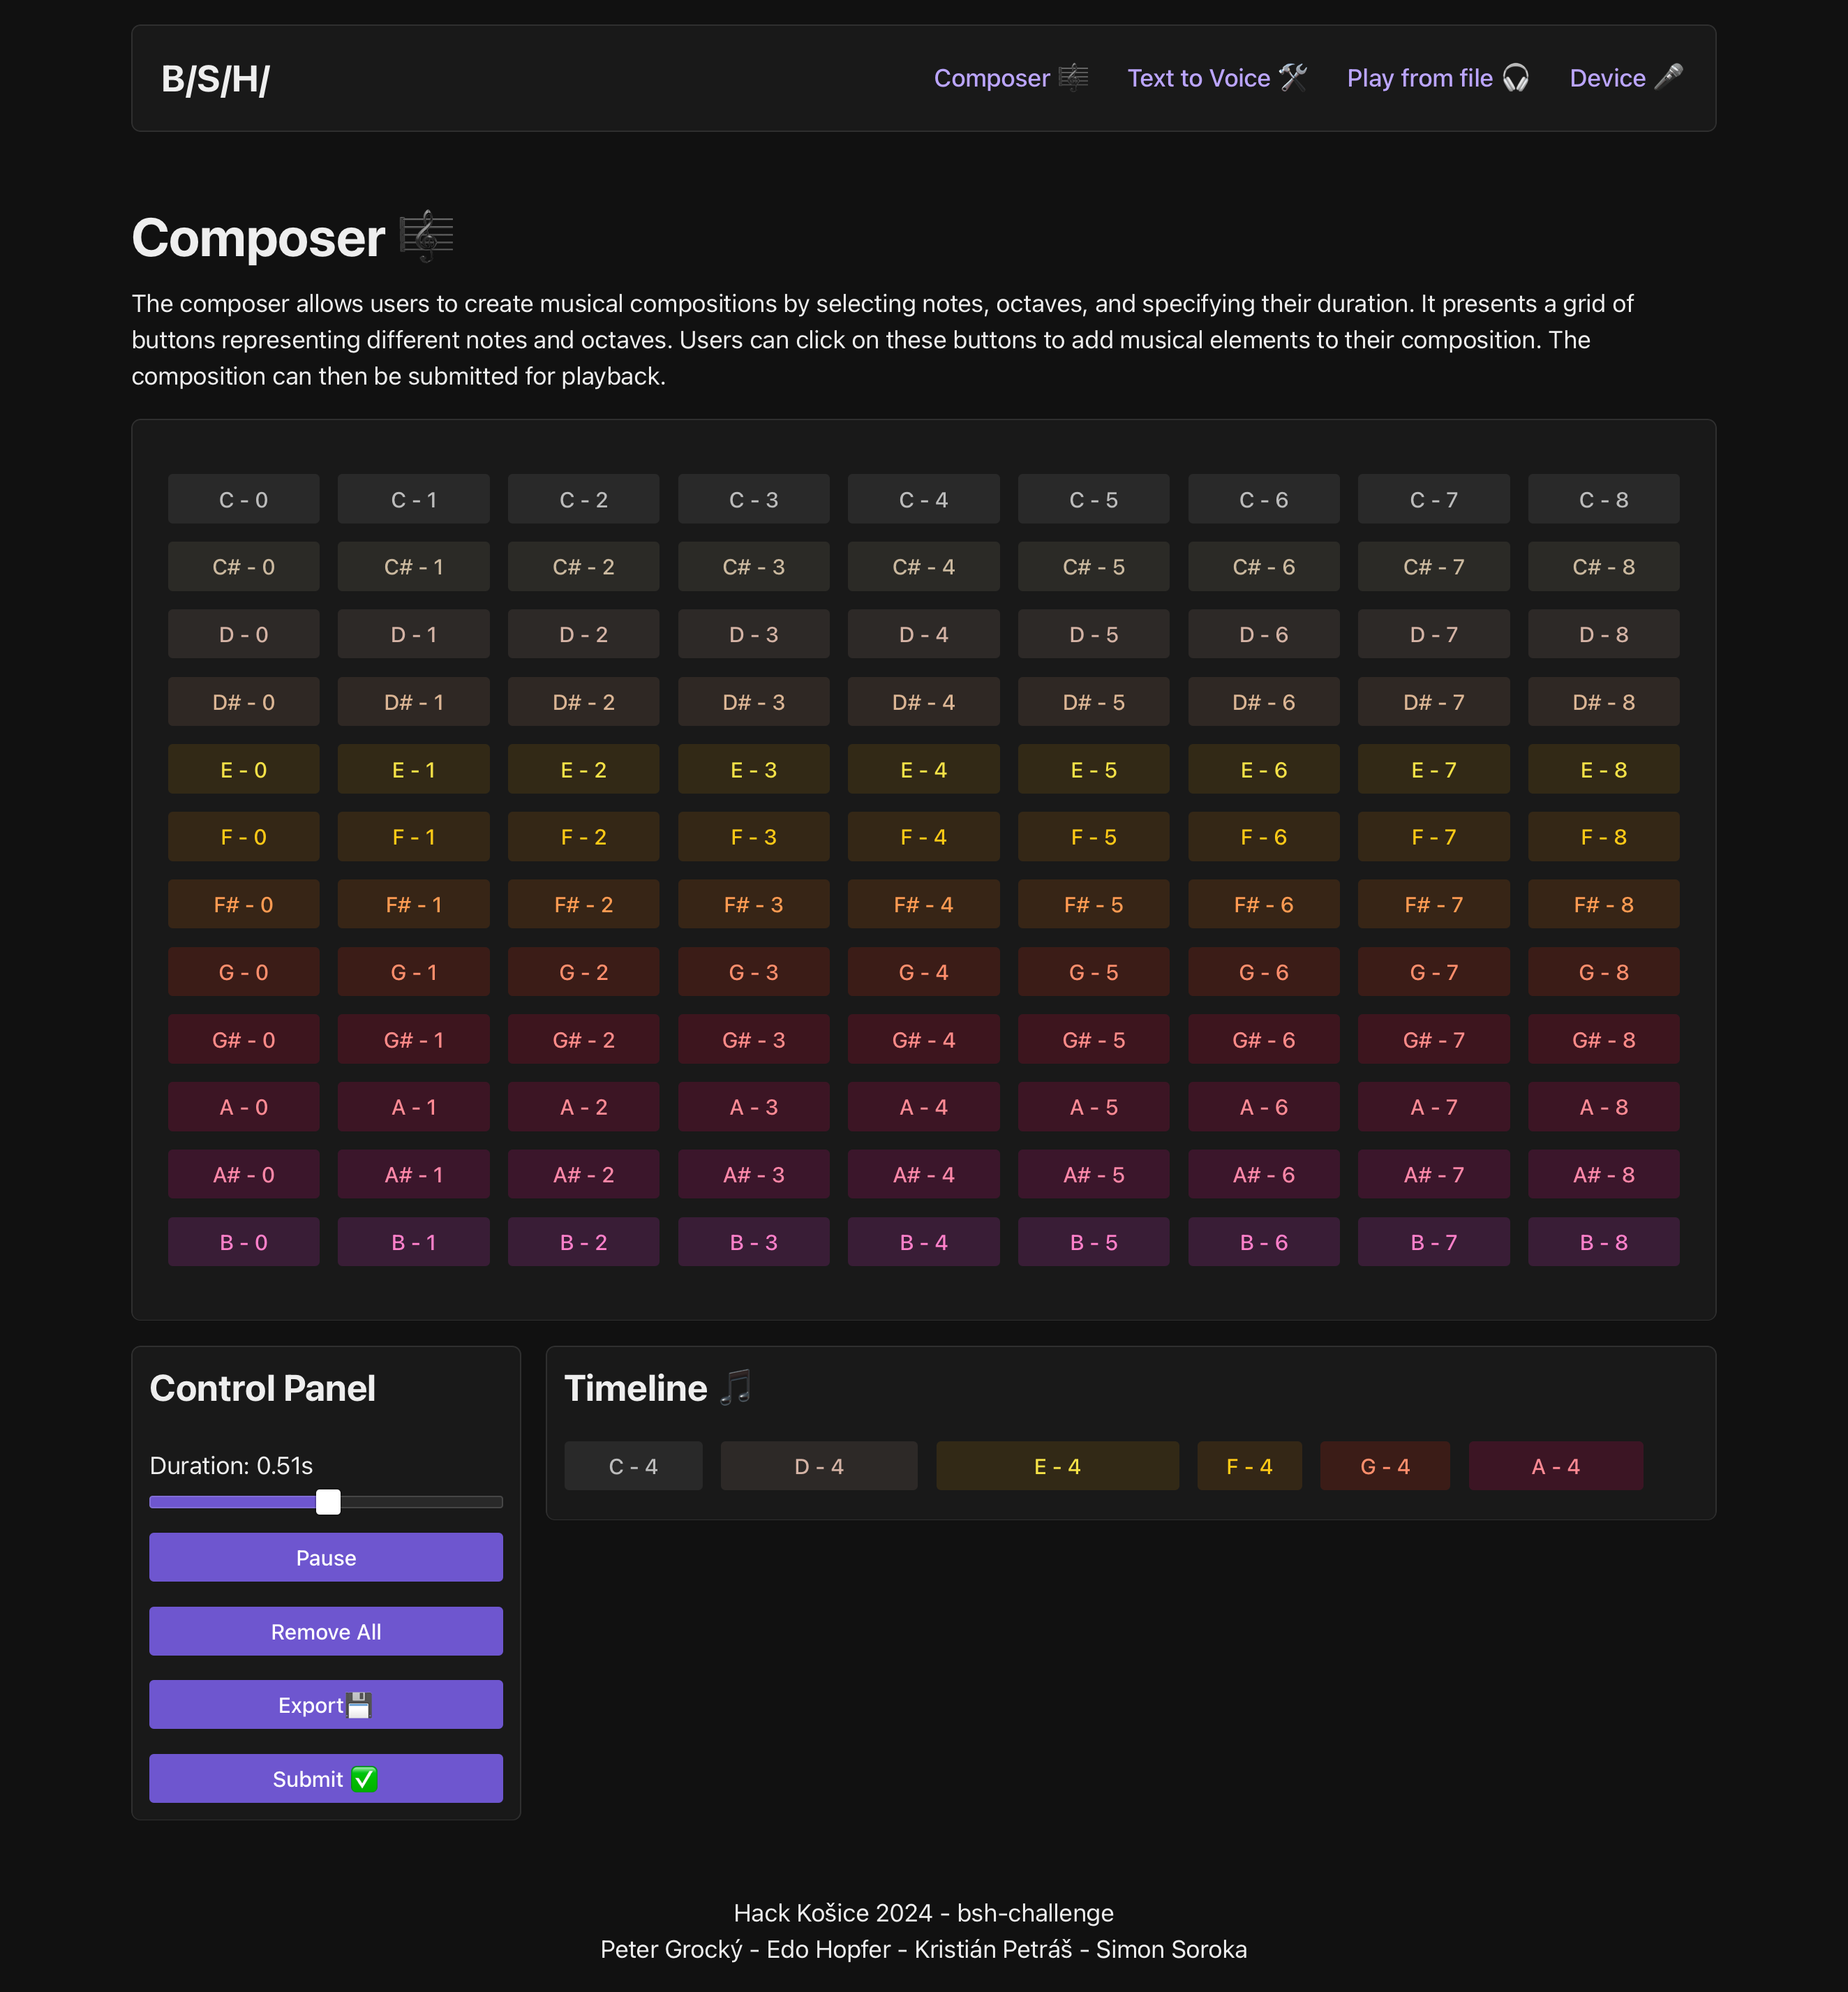 B/S/H/
Composer 🎼 Text to Voice 🛠️ Play from file 🎧 Device 🎤
Composer 🎼
The composer allows users to create musical compositions by selecting notes, octaves, and specifying their duration. It presents a grid of
buttons representing different notes and octaves. Users can click on these buttons to add musical elements to their composition. The
composition can then be submitted for playback.
C - 0 C - 1 C - 2 C - 3 C - 4 C - 5 C - 6 C - 7 C - 8
C# - 0 C# - 1 C# - 2 C# - 3 C# - 4 C# - 5 C# - 6 C# - 7 C# - 8
D - 0 D - 1 D - 2 D - 3 D - 4 D - 5 D - 6 D - 7 D - 8
D# - 0 D# - 1 D# - 2 D# - 3 D# - 4 D# - 5 D# - 6 D# - 7 D# - 8
E - 0 E - 1 E - 2 E - 3 E - 4 E - 5 E - 6 E - 7 E - 8
F - 0 F - 1 F - 2 F - 3 F - 4 F - 5 F - 6 F - 7 F - 8
F# - 0 F# - 1 F# - 2 F# - 3 F# - 4 F# - 5 F# - 6 F# - 7 F# - 8
G - 0 G - 1 G - 2 G - 3 G - 4 G - 5 G - 6 G - 7 G - 8
G# - 0 G# - 1 G# - 2 G# - 3 G# - 4 G# - 5 G# - 6 G# - 7 G# - 8
A - 0 A - 1 A - 2 A - 3 A - 4 A - 5 A - 6 A - 7 A - 8
A# - 0 A# - 1 A# - 2 A# - 3 A# - 4 A# - 5 A# - 6 A# - 7 A# - 8
B - 0 B - 1 B - 2 B - 3 B - 4 B - 5 B - 6 B - 7 B - 8
Control Panel
Duration: 0.51s
Pause
Remove All
Export💾
Submit ✅
Timeline 🎵
C - 4 D - 4 E - 4 F - 4 G - 4 A - 4
Hack Košice 2024 - bsh-challenge
Peter Grocký - Edo Hopfer - Kristián Petráš - Simon Soroka